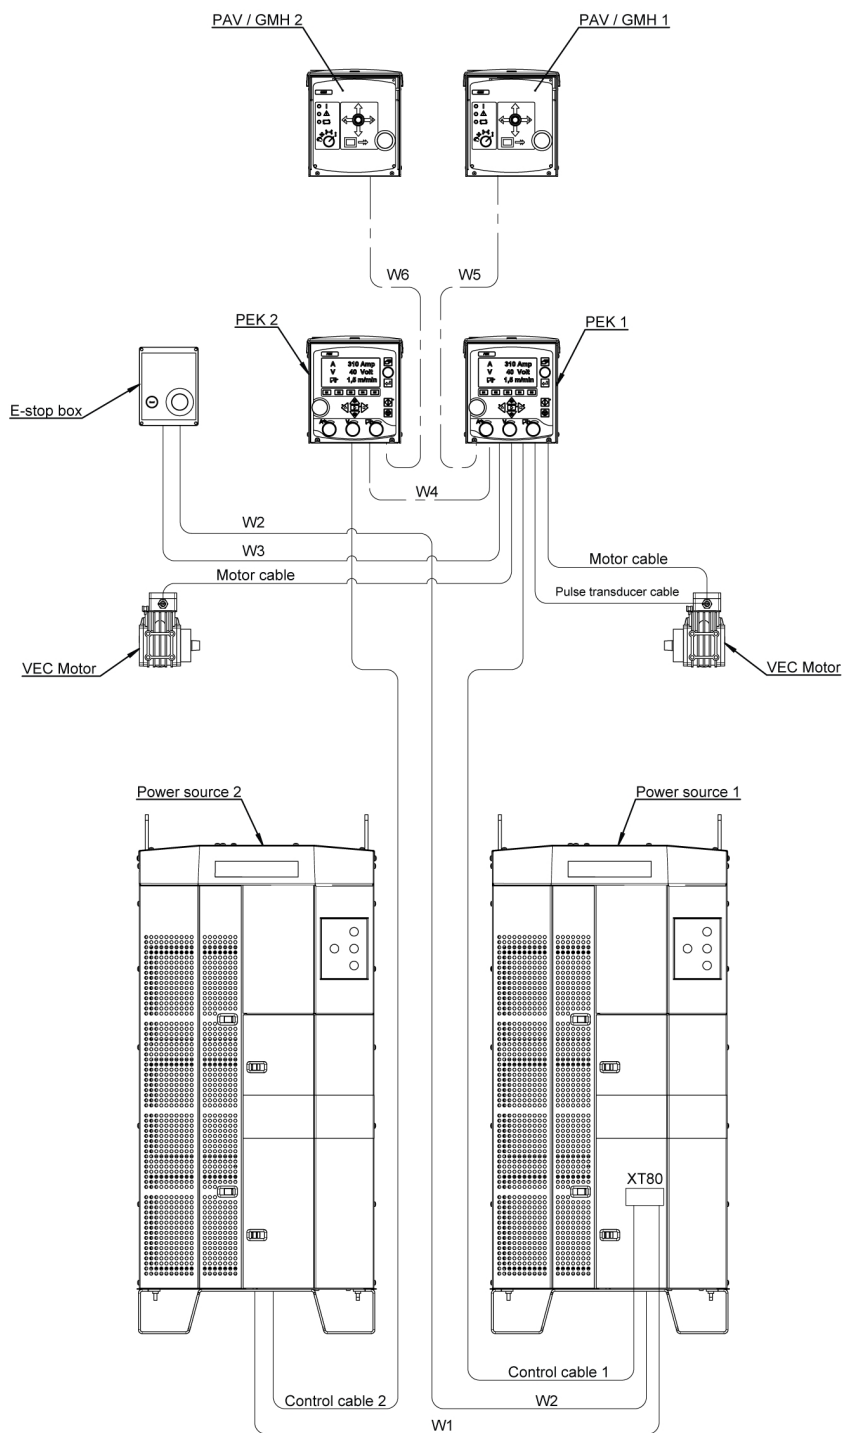 PAV / GMH 2
PAV / GMH 1
W6
W5
PEK 2
PEK 1
A 310 Amp
V 40 Volt
1,5 m/min
A 310 Amp
V 40 Volt
1,5 m/min
E-stop box
W4
W2
W3
Motor cable
Motor cable
Pulse transducer cable
VEC Motor
VEC Motor
Power source 2
Power source 1
XT80
Control cable 1
Control cable 2
W2
W1